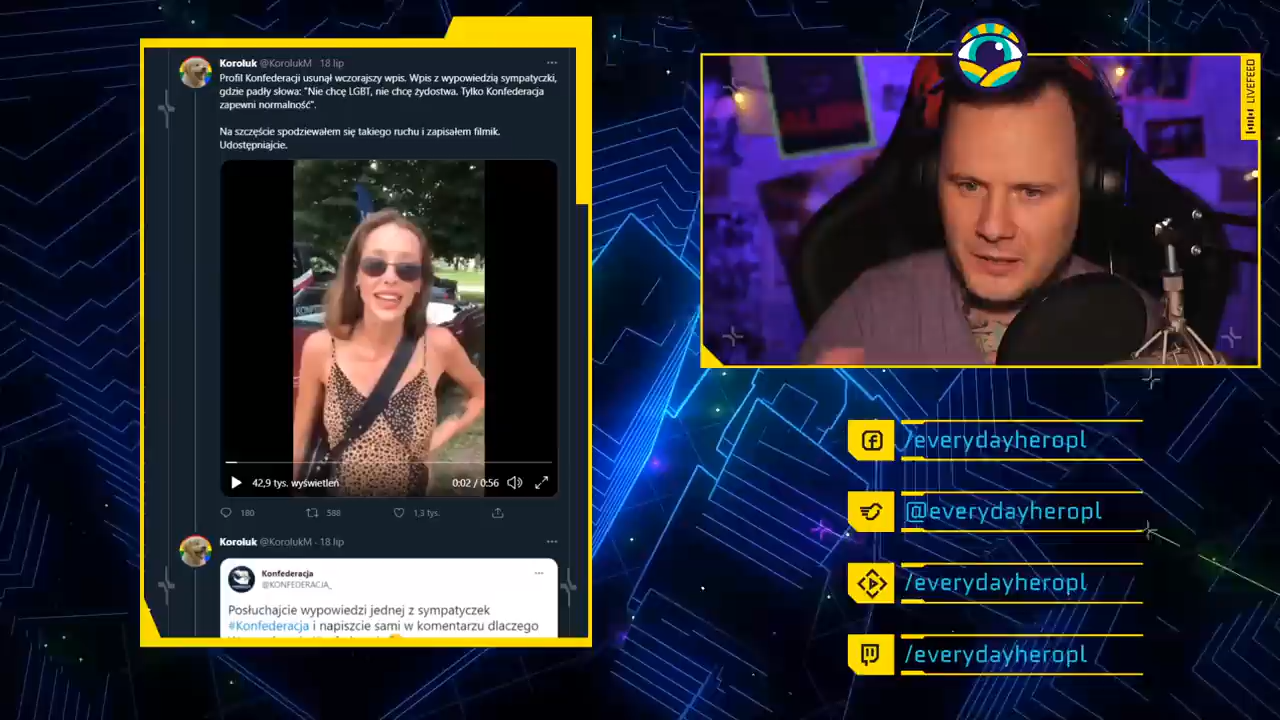 Koroluk @KorolukM · 18 lip
Profil Konfederacji usunął wczorajszy wpis. Wpis z wypowiedzią sympatyczki,
gdzie padły słowa: "Nie chcę LGBT, nie chcę żydostwa. Tylko Konfederacja
zapewni normalność".
Na szczęście spodziewałem się takiego ruchu i zapisałem filmik.
Udostępniajcie.
42,9 tys. wyświetleń
0:02 / 0:56
180
588
1,3 tys.
Koroluk @KorolukM · 18 lip
Konfederacja
@KONFEDERACJA_
Posłuchajcie wypowiedzi jednej z sympatyczek
#Konfederacja i napiszcie sami w komentarzu dlaczego
LIVEFEED
/everydayheropl
@everydayheropl
/everydayheropl
/everydayheropl